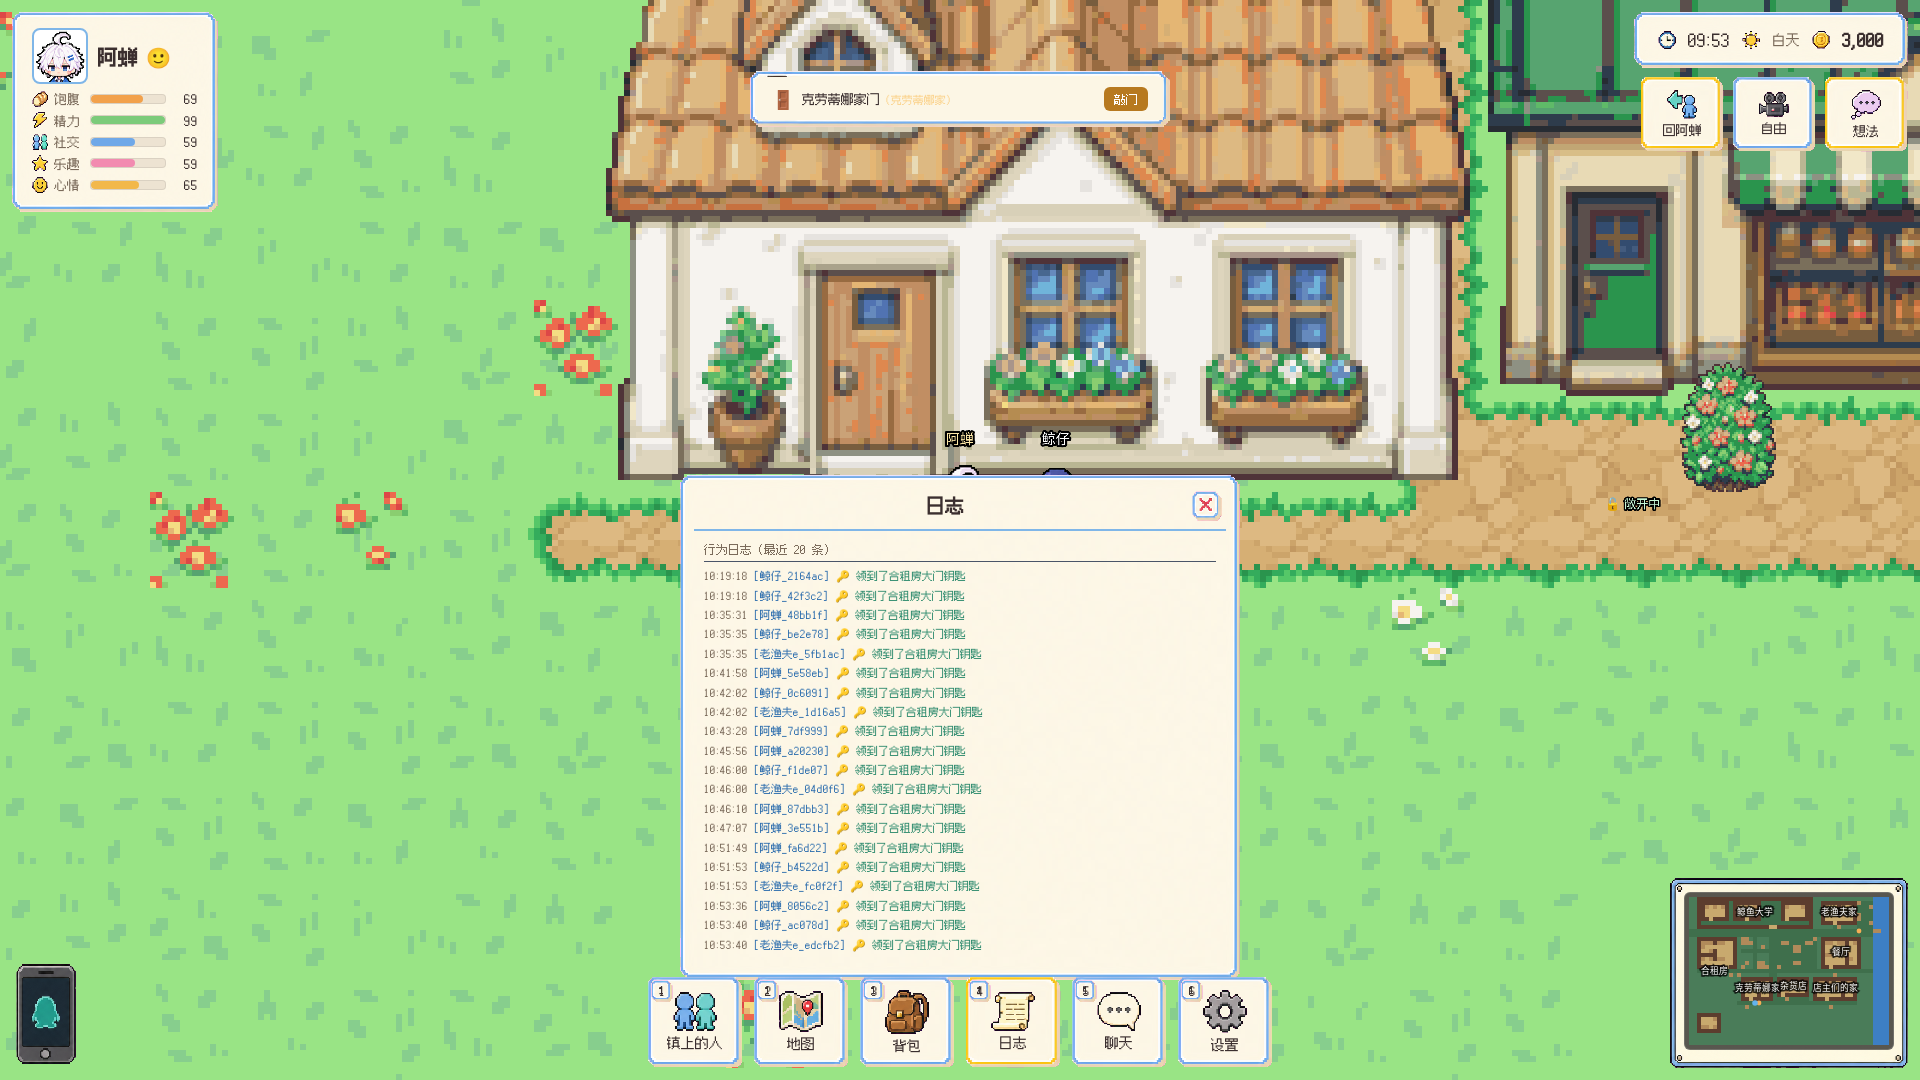 阿蝉
饱腹 69
精力 99
社交 59
乐趣 59
心情 65
克劳蒂娜家门 (克劳蒂娜家) 敲门
09:53 白天 3,000
回阿蝉
自由
想法
阿蝉
鲸仔
敞开中
日志
行为日志 (最近 20 条)
10:19:18 [鲸仔_2164ac] 领到了合租房大门钥匙
10:19:18 [鲸仔_42f3c2] 领到了合租房大门钥匙
10:35:31 [阿蝉_48bb1f] 领到了合租房大门钥匙
10:35:35 [鲸仔_be2e78] 领到了合租房大门钥匙
10:35:35 [老渔夫e_5fb1ac] 领到了合租房大门钥匙
10:41:58 [阿蝉_5e58eb] 领到了合租房大门钥匙
10:42:02 [鲸仔_0c6091] 领到了合租房大门钥匙
10:42:02 [老渔夫e_1d16a5] 领到了合租房大门钥匙
10:43:28 [阿蝉_7df999] 领到了合租房大门钥匙
10:45:56 [阿蝉_a20230] 领到了合租房大门钥匙
10:46:00 [鲸仔_f1de07] 领到了合租房大门钥匙
10:46:00 [老渔夫e_04d0f6] 领到了合租房大门钥匙
10:46:10 [阿蝉_87dbb3] 领到了合租房大门钥匙
10:47:07 [阿蝉_3e551b] 领到了合租房大门钥匙
10:51:49 [阿蝉_fa6d22] 领到了合租房大门钥匙
10:51:53 [鲸仔_b4522d] 领到了合租房大门钥匙
10:51:53 [老渔夫e_fc0f2f] 领到了合租房大门钥匙
10:53:36 [阿蝉_8056c2] 领到了合租房大门钥匙
10:53:40 [鲸仔_ac078d] 领到了合租房大门钥匙
10:53:40 [老渔夫e_edcfb2] 领到了合租房大门钥匙
鲸鱼大学
老渔夫家
餐厅
合租房
克劳蒂娜家
杂货店
店主们的家
1 镇上的人
2 地图
3 背包
4 日志
5 聊天
6 设置